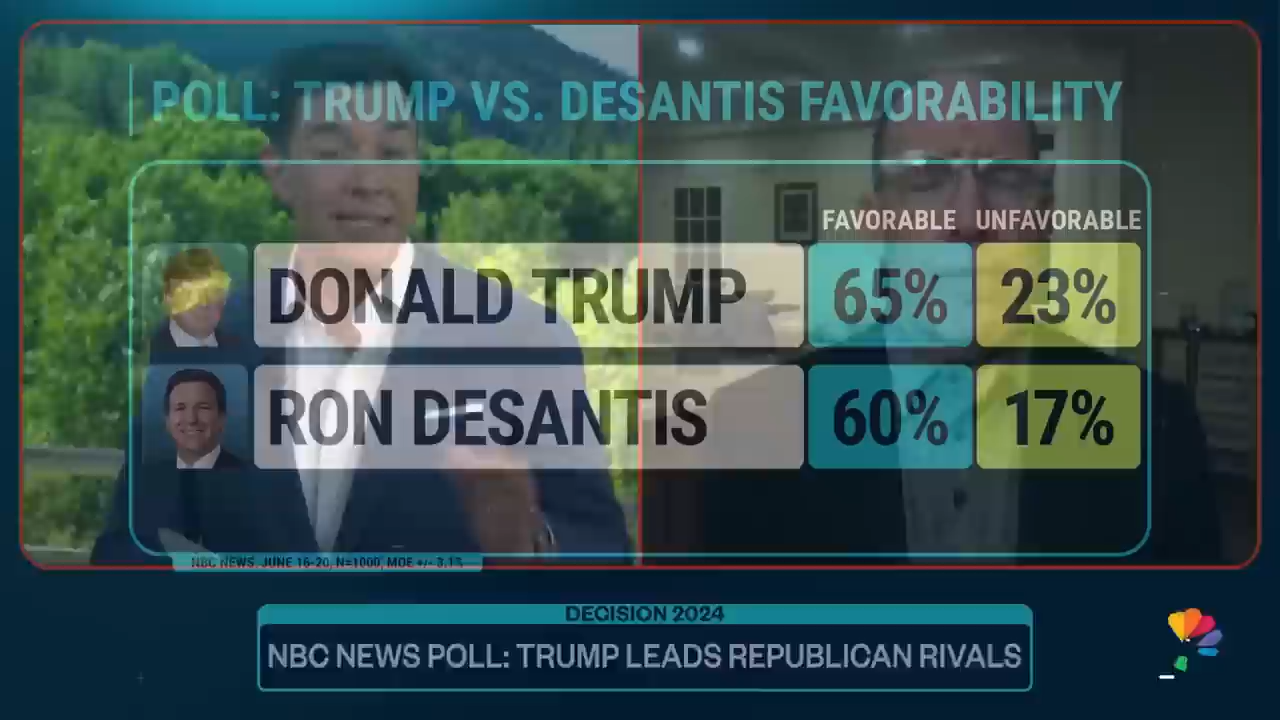 POLL: TRUMP VS. DESANTIS FAVORABILITY
FAVORABLE UNFAVORABLE
DONALD TRUMP 65% 23%
RON DESANTIS 60% 17%
NBC NEWS, JUNE 16-20, N=1000, MOE +/- 3.1%
DECISION 2024
NBC NEWS POLL: TRUMP LEADS REPUBLICAN RIVALS